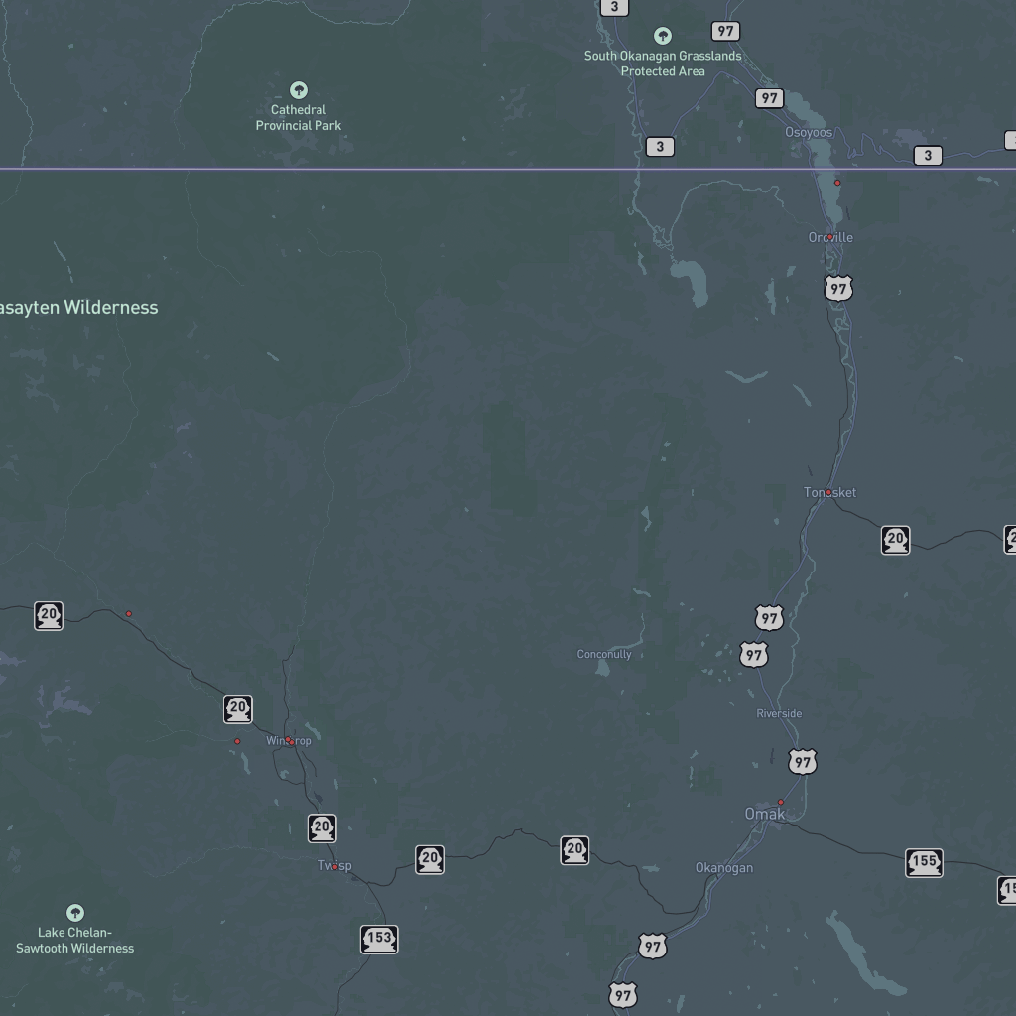 3
97
South Okanagan Grasslands
Protected Area
97
Cathedral
Provincial Park
Osoyoos
3
3
Oroville
97
asayten Wilderness
Tonasket
20
20
97
Conconully
97
20
Riverside
Winthrop
97
Omak
20
20
20
Twisp
Okanogan
155
15
Lake Chelan-
Sawtooth Wilderness
153
97
97